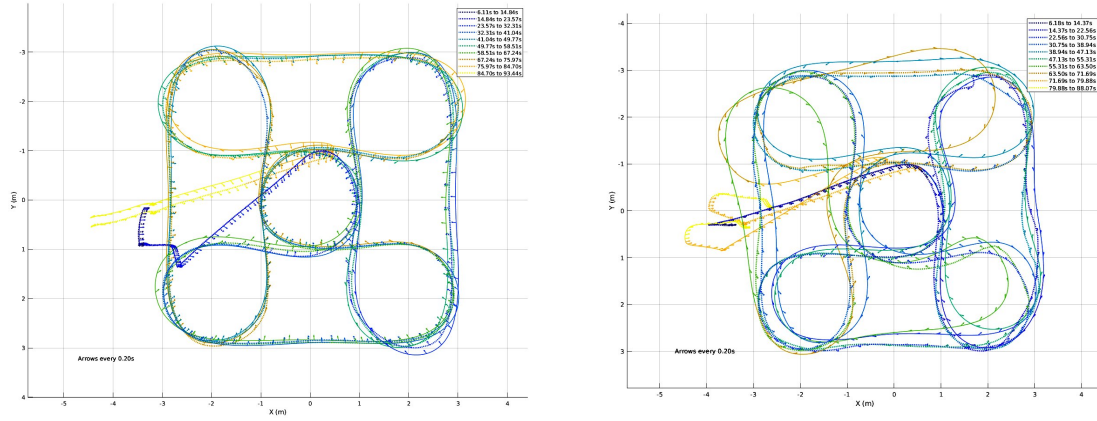 6.11s to 14.84s
14.84s to 23.57s
23.57s to 32.31s
32.31s to 41.04s
41.04s to 49.77s
49.77s to 58.51s
58.51s to 67.24s
67.24s to 75.97s
75.97s to 84.70s
84.70s to 93.44s
-3
-2
-1
0
1
2
3
4
Y (m)
Arrows every 0.20s
-5 -4 -3 -2 -1 0 1 2 3 4
X (m)
6.18s to 14.37s
14.37s to 22.56s
22.56s to 30.75s
30.75s to 38.94s
38.94s to 47.13s
47.13s to 55.31s
55.31s to 63.50s
63.50s to 71.69s
71.69s to 79.88s
79.88s to 88.07s
-4
-3
-2
-1
0
1
2
3
Y (m)
Arrows every 0.20s
-5 -4 -3 -2 -1 0 1 2 3 4
X (m)